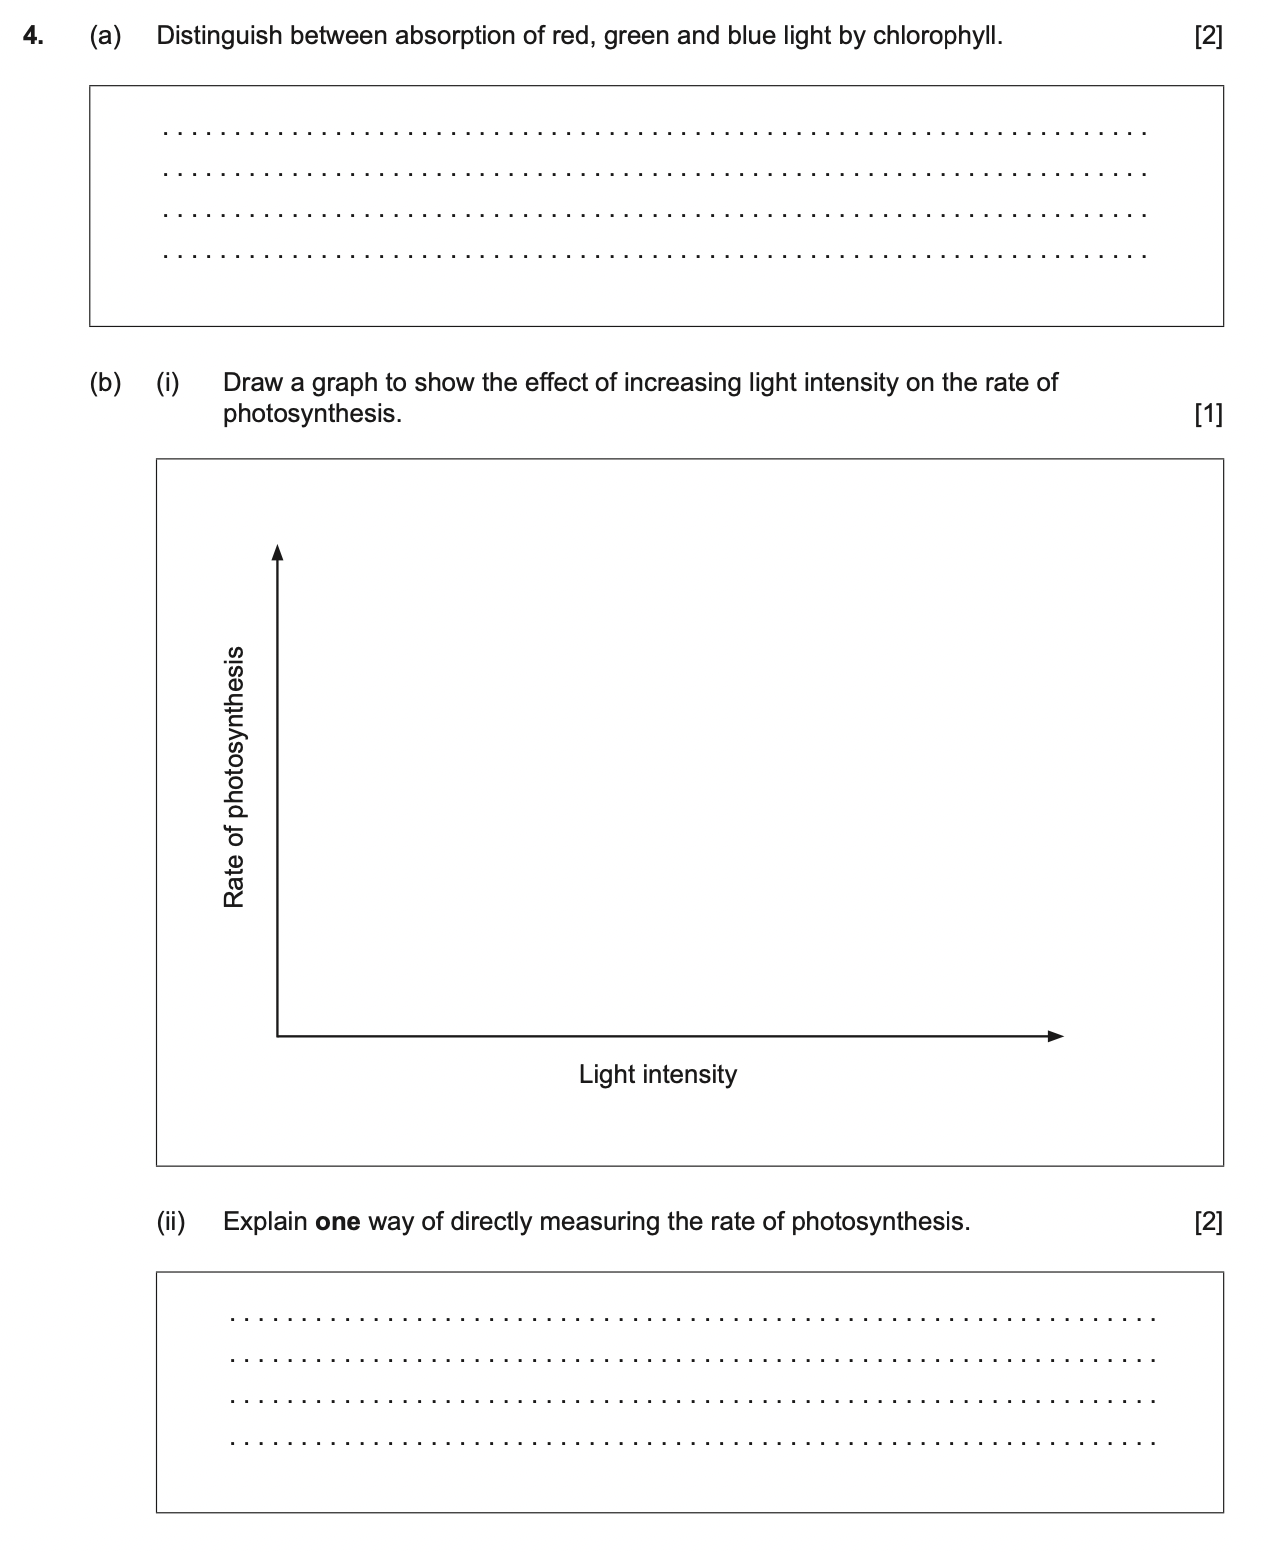 4. (a) Distinguish between absorption of red, green and blue light by chlorophyll. [2]
(b) (i) Draw a graph to show the effect of increasing light intensity on the rate of
photosynthesis. [1]
Rate of photosynthesis
Light intensity
(ii) Explain one way of directly measuring the rate of photosynthesis. [2]